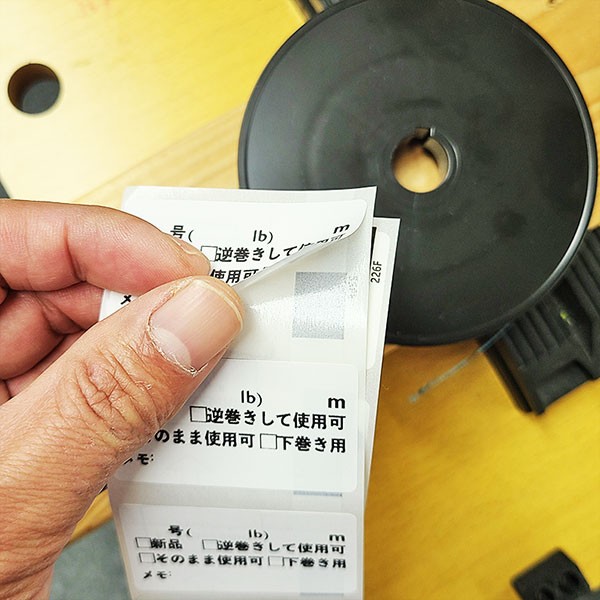 号(     lb)     m
□逆巻きして使用可
使用可
メ
226F
lb)     m
□逆巻きして使用可
のまま使用可 □下巻き用
メモ:
号(     lb)     m
□新品 □逆巻きして使用可
□そのまま使用可 □下巻き用
メモ: